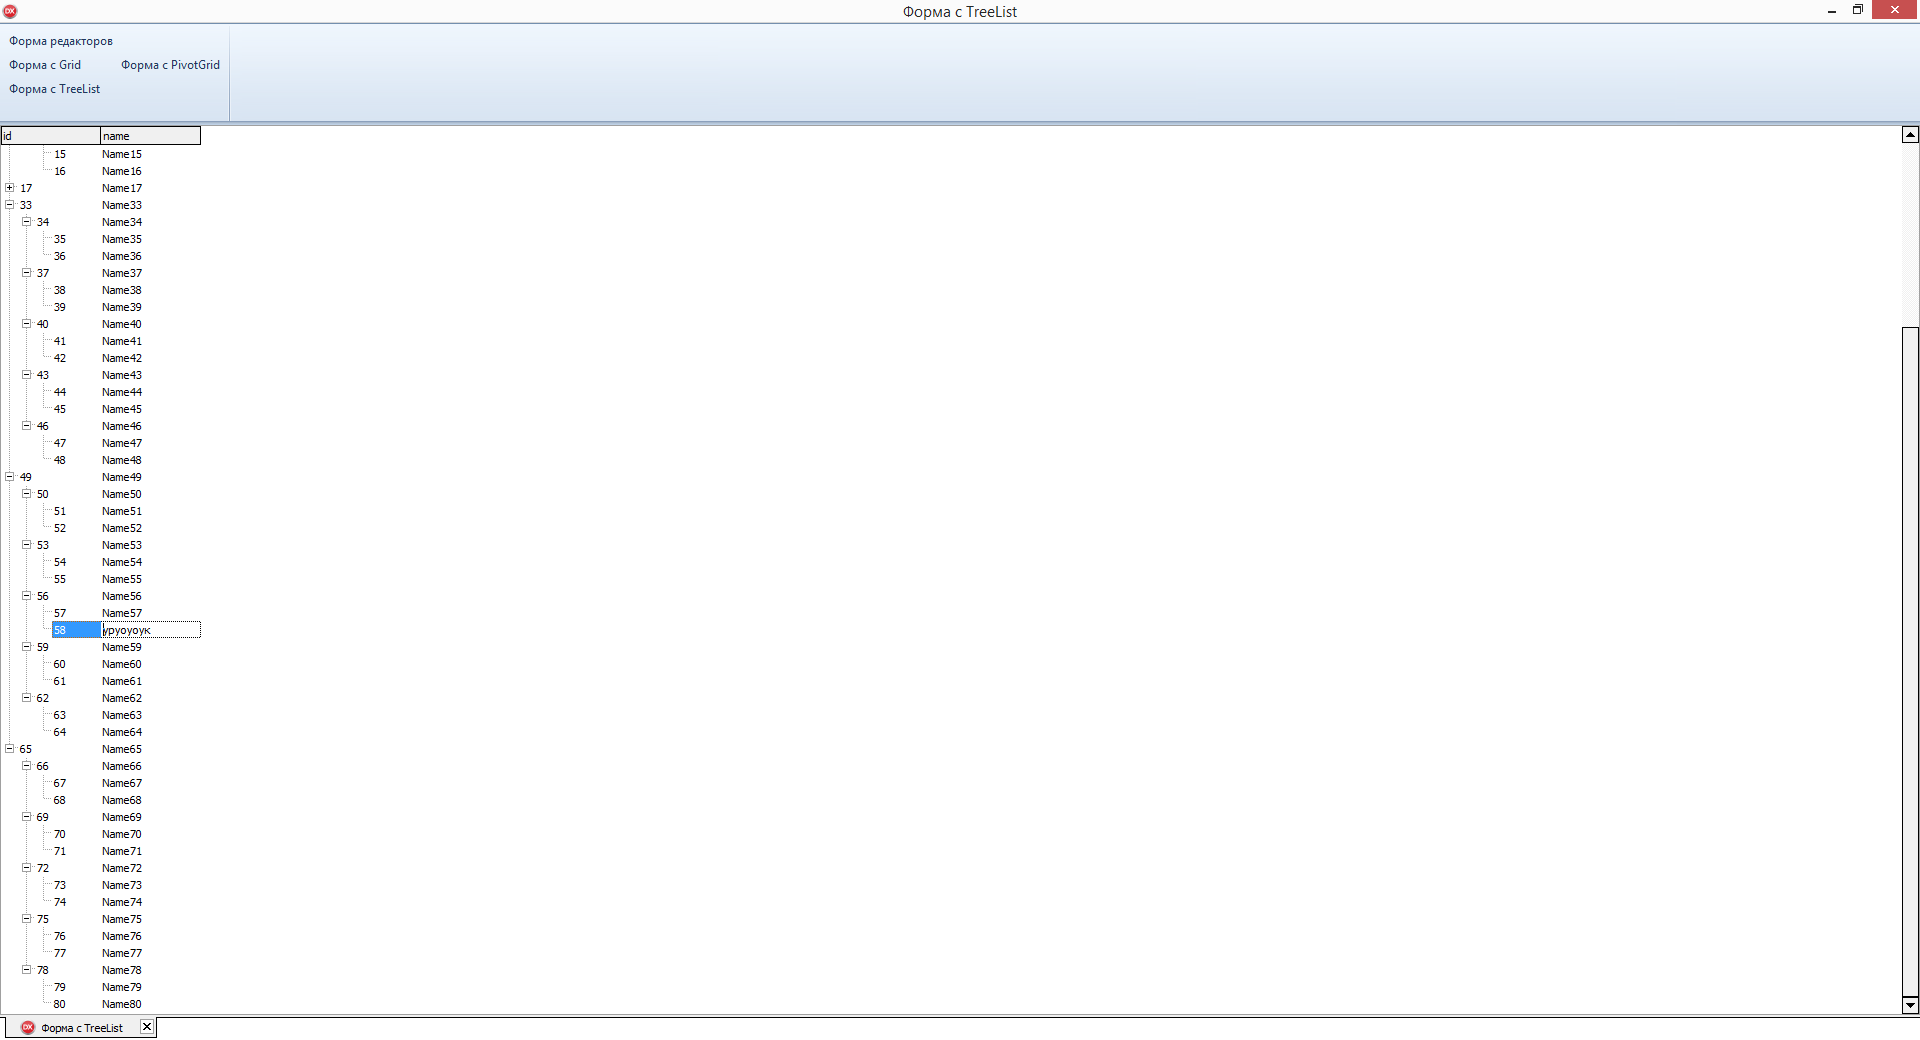 Форма с TreeList
Форма редакторов
Форма с Grid Форма с PivotGrid
Форма с TreeList
id name
15 Name15
16 Name16
17 Name17
33 Name33
34 Name34
35 Name35
36 Name36
37 Name37
38 Name38
39 Name39
40 Name40
41 Name41
42 Name42
43 Name43
44 Name44
45 Name45
46 Name46
47 Name47
48 Name48
49 Name49
50 Name50
51 Name51
52 Name52
53 Name53
54 Name54
55 Name55
56 Name56
57 Name57
58 уруоуоук
59 Name59
60 Name60
61 Name61
62 Name62
63 Name63
64 Name64
65 Name65
66 Name66
67 Name67
68 Name68
69 Name69
70 Name70
71 Name71
72 Name72
73 Name73
74 Name74
75 Name75
76 Name76
77 Name77
78 Name78
79 Name79
80 Name80
DX Форма с TreeList